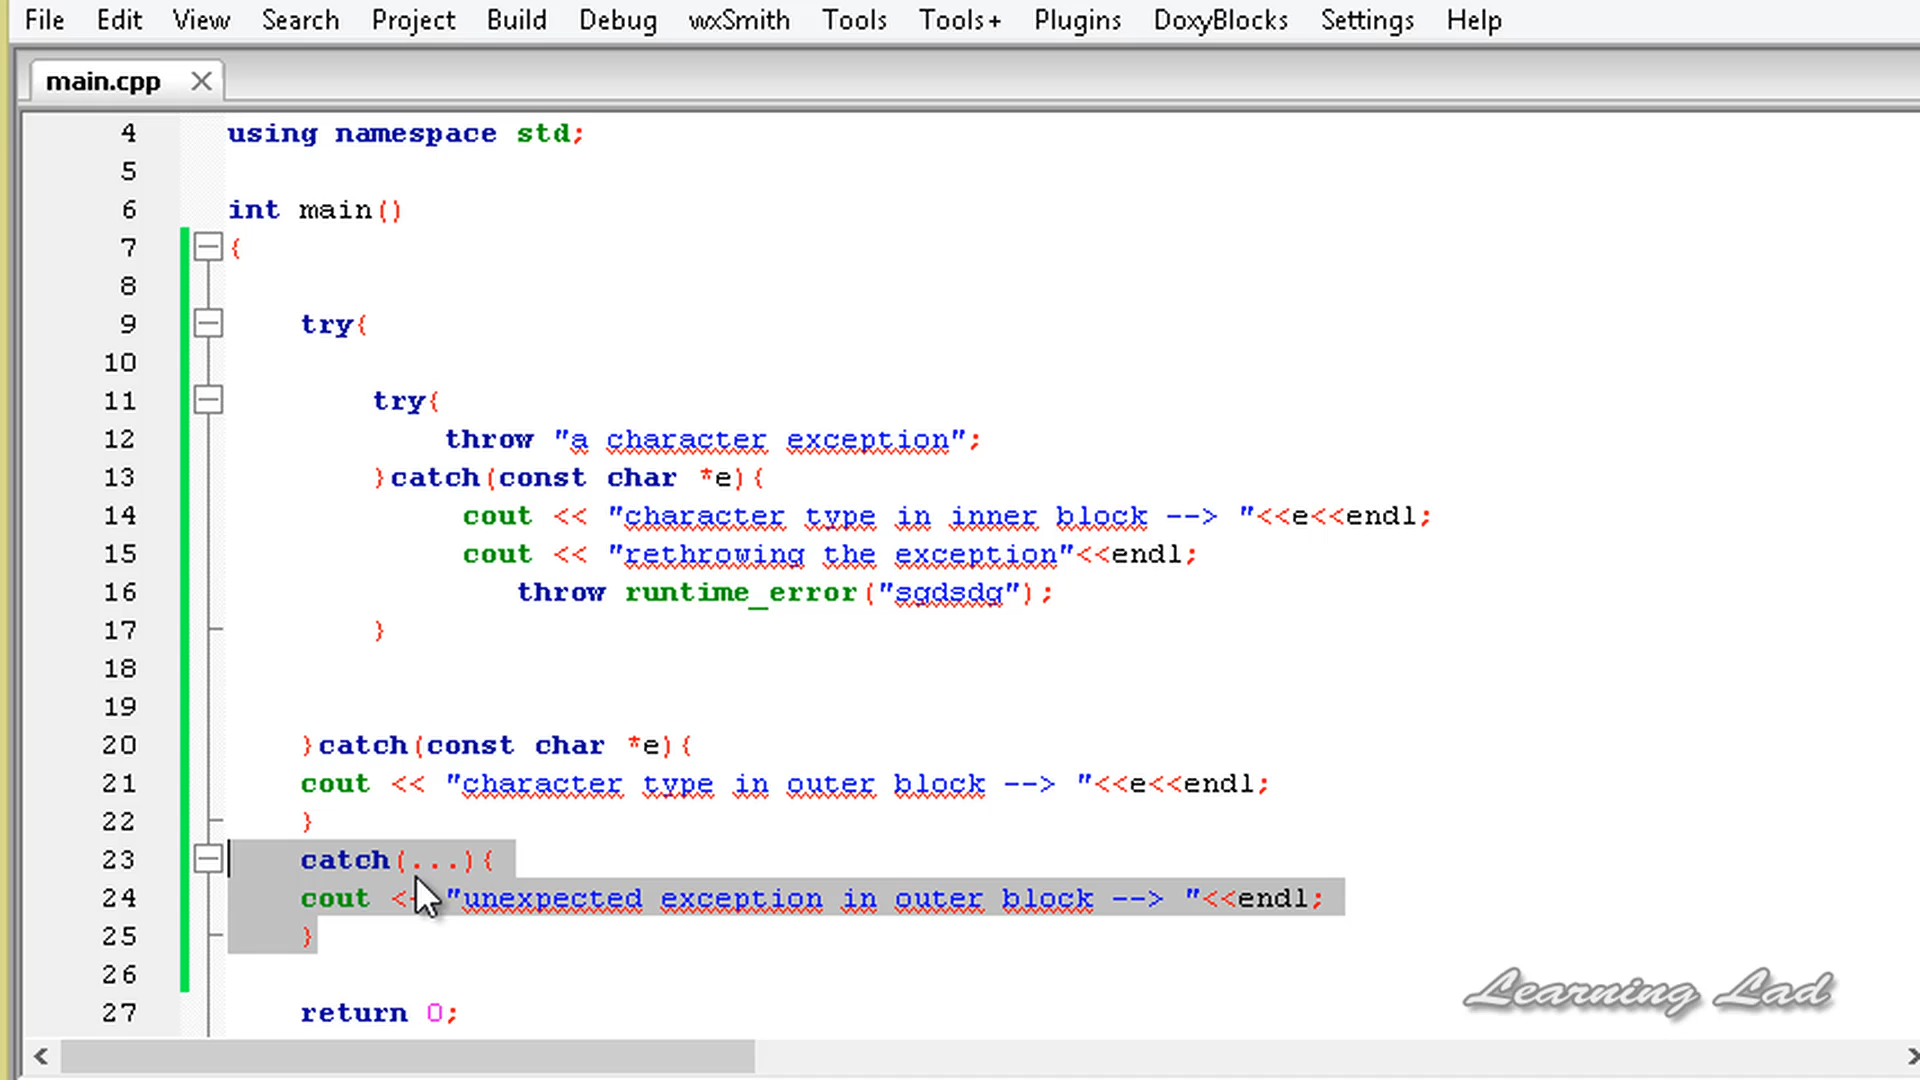 File Edit View Search Project Build Debug wxSmith Tools Tools+ Plugins DoxyBlocks Settings Help
main.cpp
4 using namespace std;
5
6 int main()
7 {
8
9 try{
10
11 try{
12 throw "a character exception";
13 }catch(const char *e){
14 cout << "character type in inner block --> "<<e<<endl;
15 cout << "rethrowing the exception"<<endl;
16 throw runtime_error("sgdsdg");
17 }
18
19
20 }catch(const char *e){
21 cout << "character type in outer block --> "<<e<<endl;
22 }
23 catch(...){
24 cout << "unexpected exception in outer block --> "<<endl;
25 }
26
27 return 0;
Learning Lad